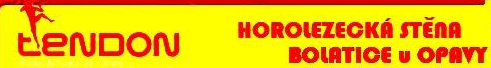 tENDON
HOROLEZECKÁ STĚNA
BOLATICE u OPAVY